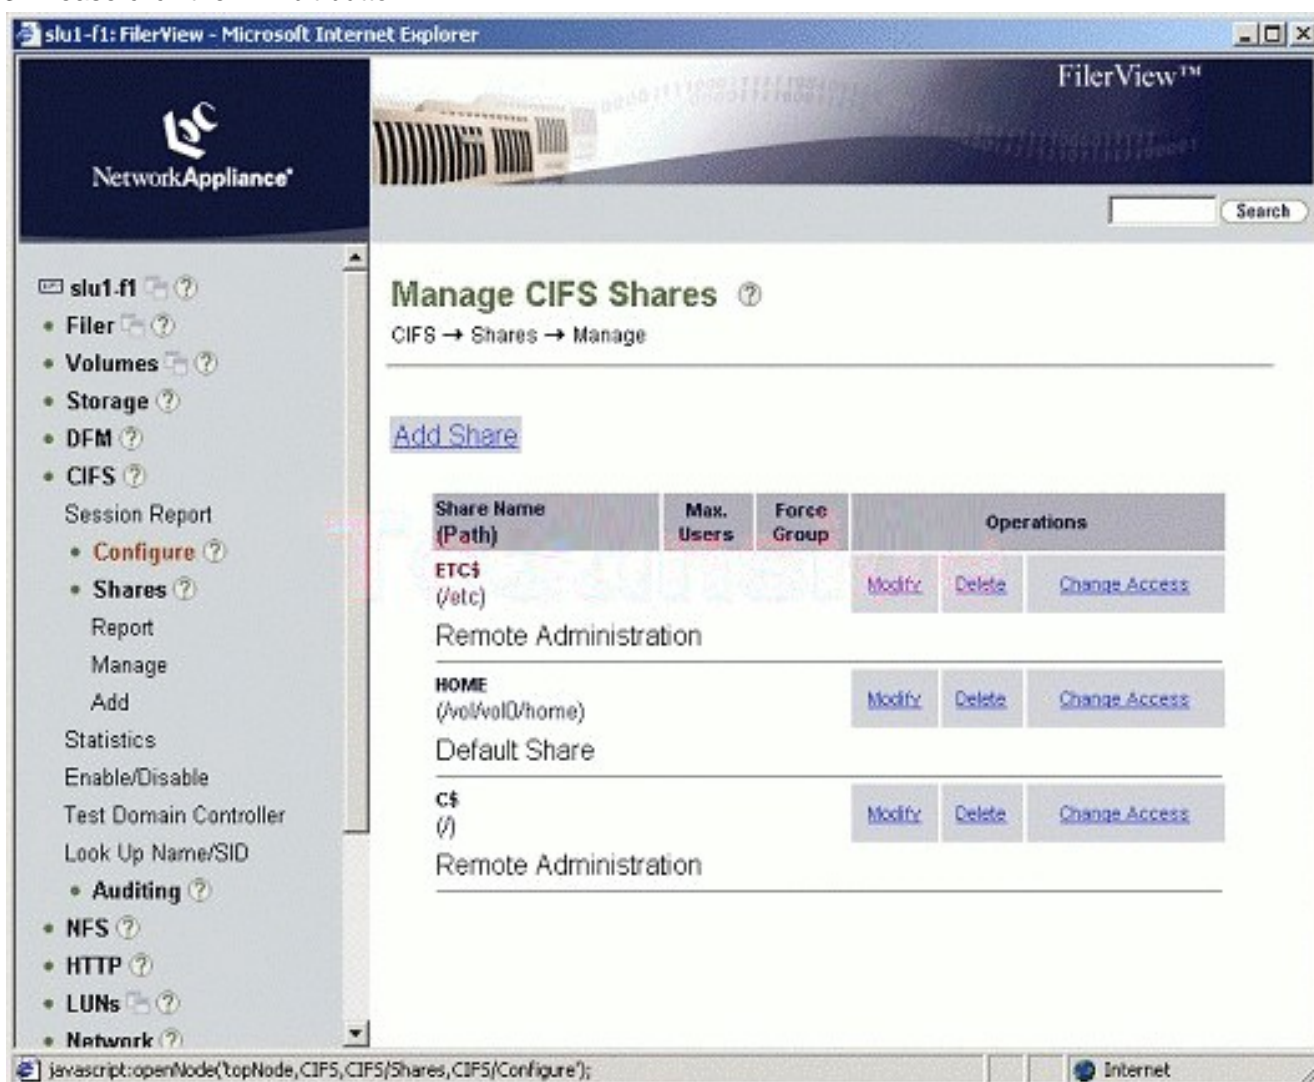 slu1-f1: FilerView - Microsoft Internet Explorer
FilerView™
NetworkAppliance®
Search
slu1-f1
Filer
Volumes
Storage
DFM
CIFS
Session Report
Configure
Shares
Report
Manage
Add
Statistics
Enable/Disable
Test Domain Controller
Look Up Name/SID
Auditing
NFS
HTTP
LUNs
Network
Manage CIFS Shares
CIFS → Shares → Manage
Add Share
Share Name (Path) Max. Users Force Group Operations
ETC$
(/etc) Modify Delete Change Access
Remote Administration
HOME
(/vol/vol0/home) Modify Delete Change Access
Default Share
C$
(/) Modify Delete Change Access
Remote Administration
javascript:openNode('topNode,CIFS,CIFS/Shares,CIFS/Configure');
Internet